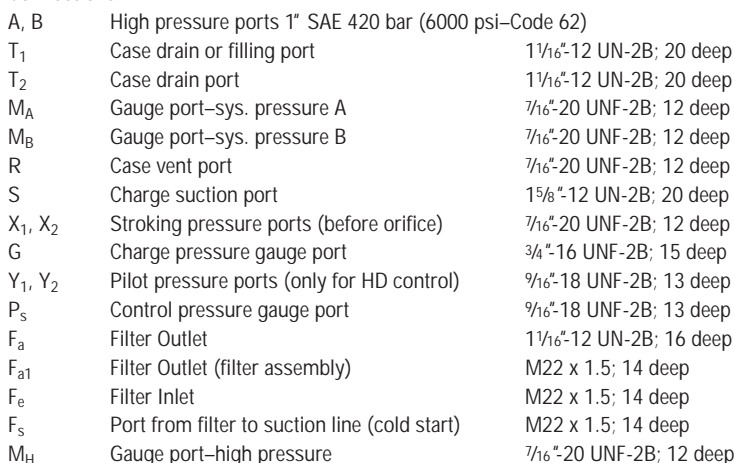 A, B High pressure ports 1" SAE 420 bar (6000 psi–Code 62)
T1 Case drain or filling port 1 1/16"-12 UN-2B; 20 deep
T2 Case drain port 1 1/16"-12 UN-2B; 20 deep
MA Gauge port–sys. pressure A 7/16"-20 UNF-2B; 12 deep
MB Gauge port–sys. pressure B 7/16"-20 UNF-2B; 12 deep
R Case vent port 7/16"-20 UNF-2B; 12 deep
S Charge suction port 1 5/8"-12 UN-2B; 20 deep
X1, X2 Stroking pressure ports (before orifice) 7/16"-20 UNF-2B; 12 deep
G Charge pressure gauge port 3/4"-16 UNF-2B; 15 deep
Y1, Y2 Pilot pressure ports (only for HD control) 9/16"-18 UNF-2B; 13 deep
Ps Control pressure gauge port 9/16"-18 UNF-2B; 13 deep
Fa Filter Outlet 1 1/16"-12 UN-2B; 16 deep
Fa1 Filter Outlet (filter assembly) M22 x 1.5; 14 deep
Fe Filter Inlet M22 x 1.5; 14 deep
Fs Port from filter to suction line (cold start) M22 x 1.5; 14 deep
MH Gauge port–high pressure 7/16"-20 UNF-2B; 12 deep